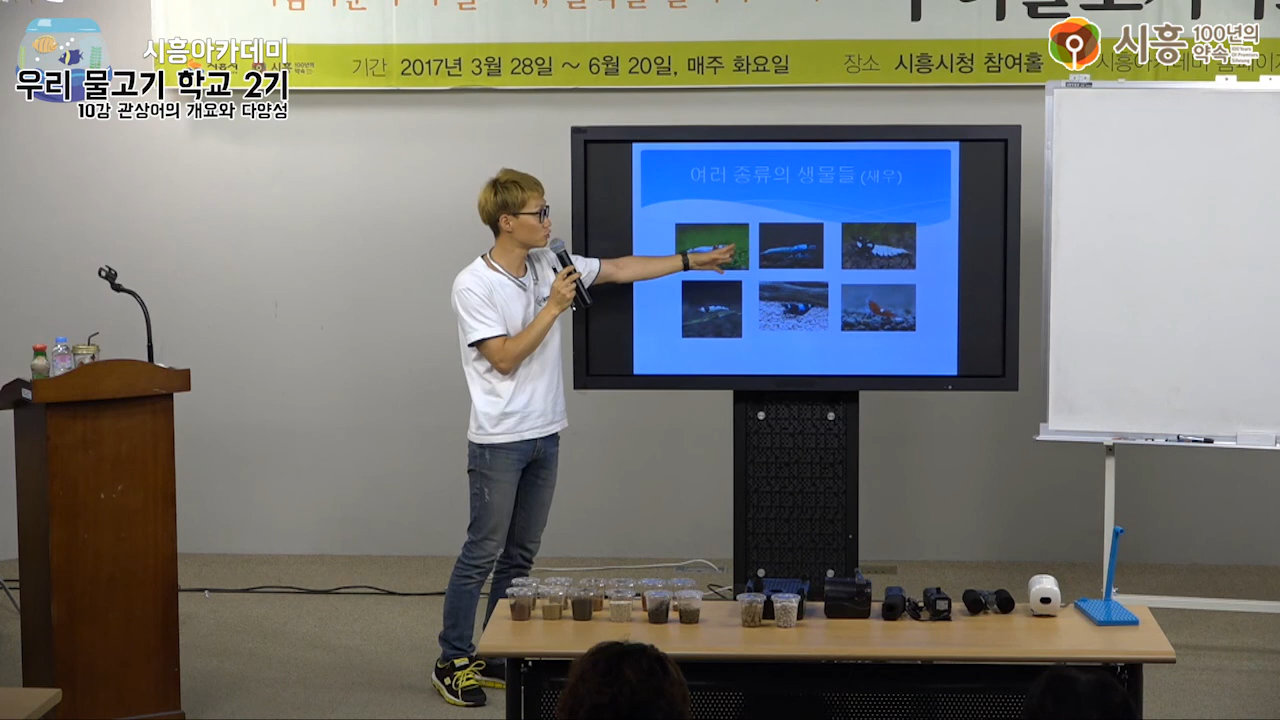 시흥아카데미
우리 물고기 학교 2기
10강 관상어의 개요와 다양성
기간 2017년 3월 28일 ~ 6월 20일, 매주 화요일
장소 시흥시청 참여홀
시흥 100년의 약속
여러 종류의 생물들 (새우)